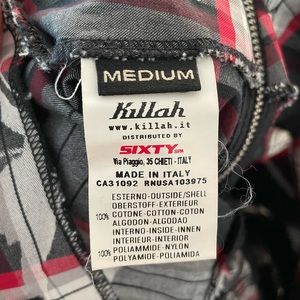 MEDIUM
Killah
www.killah.it
DISTRIBUTED BY
SIXTY SPA
Via Piaggio, 35 CHIETI - ITALY
MADE IN ITALY
CA31092 RNUSA103975
ESTERNO-OUTSIDE/SHELL
OBERSTOFF-EXTERIEUR
100% COTONE-COTTON-COTON
ALGODON-ALGODAO
INTERNO-INSIDE-INNEN
INTERIEUR-INTERIOR
100% POLIAMMIDE-NYLON
POLYAMIDE-POLIAMIDA